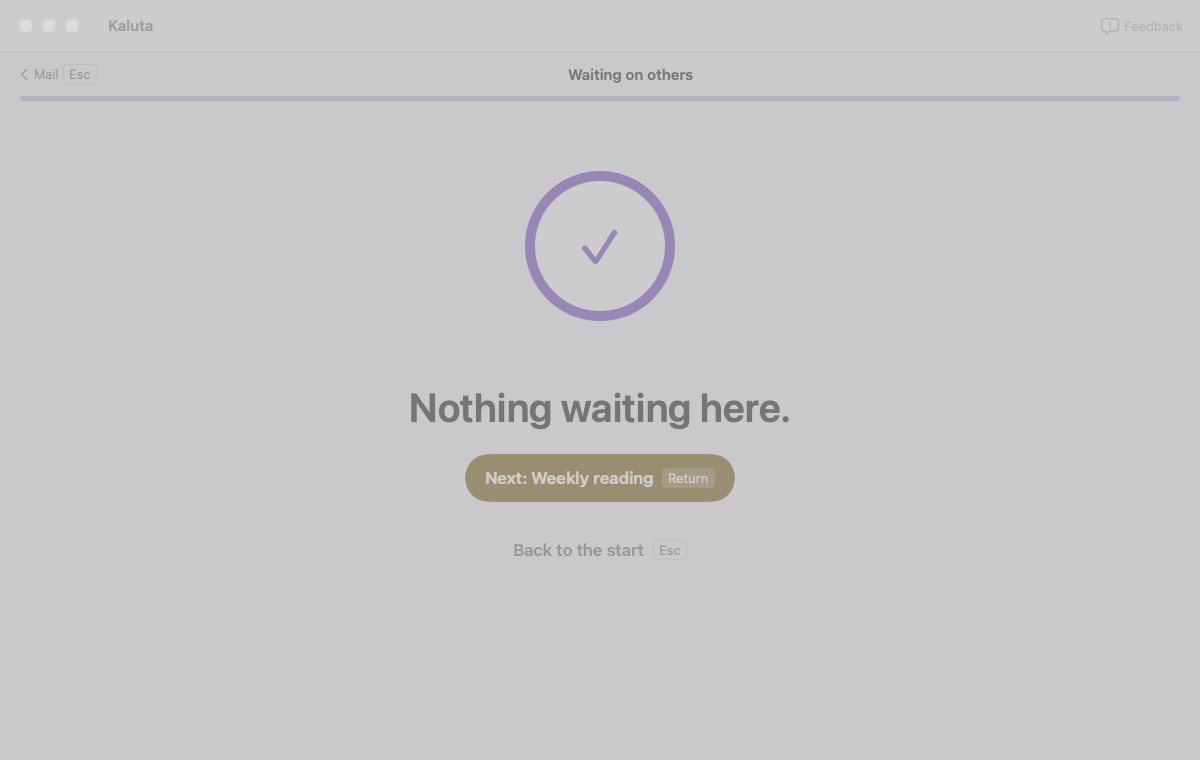 Kaluta
Feedback
Mail Esc
Waiting on others
Nothing waiting here.
Next: Weekly reading Return
Back to the start Esc